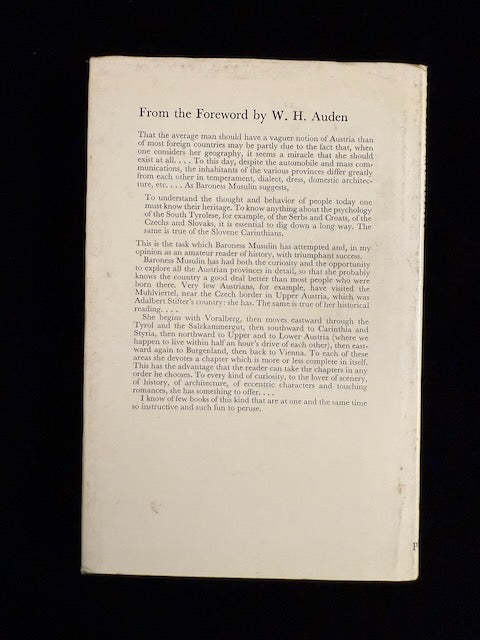 From the Foreword by W. H. Auden
That the average man should have a vaguer notion of Austria than
of most foreign countries may be partly due to the fact that, when
one considers her geography, it seems a miracle that she should
exist at all. . . . To this day, despite the automobile and mass com-
munications, the inhabitants of the various provinces differ greatly
from each other in temperament, dialect, dress, domestic architec-
ture, etc. . . . As Baroness Musulin suggests,
To understand the thought and behavior of people today one
must know their heritage. To know anything about the psychology
of the South Tyrolese, for example, of the Serbs and Croats, of the
Czechs and Slovaks, it is essential to dig down a long way. The
same is true of the Slovene Carinthians.
This is the task which Baroness Musulin has attempted and, in my
opinion as an amateur reader of history, with triumphant success.
Baroness Musulin has had both the curiosity and the opportunity
to explore all the Austrian provinces in detail, so that she probably
knows the country a good deal better than most people who were
born there. Very few Austrians, for example, have visited the
Muhlviertel, near the Czech border in Upper Austria, which was
Adalbert Stifter's country: she has. The same is true of her historical
reading. . . .
She begins with Voralberg, then moves eastward through the
Tyrol and the Salzkammergut, then southward to Carinthia and
Styria, then northward to Upper and to Lower Austria (where we
happen to live within half an hour's drive of each other), then east-
ward again to Burgenland, then back to Vienna. To each of these
areas she devotes a chapter which is more or less complete in itself.
This has the advantage that the reader can take the chapters in any
order he chooses. To every kind of curiosity, to the lover of scenery,
of history, of architecture, of eccentric characters and touching
romances, she has something to offer. . . .
I know of few books of this kind that are at one and the same time
so instructive and such fun to peruse.
P